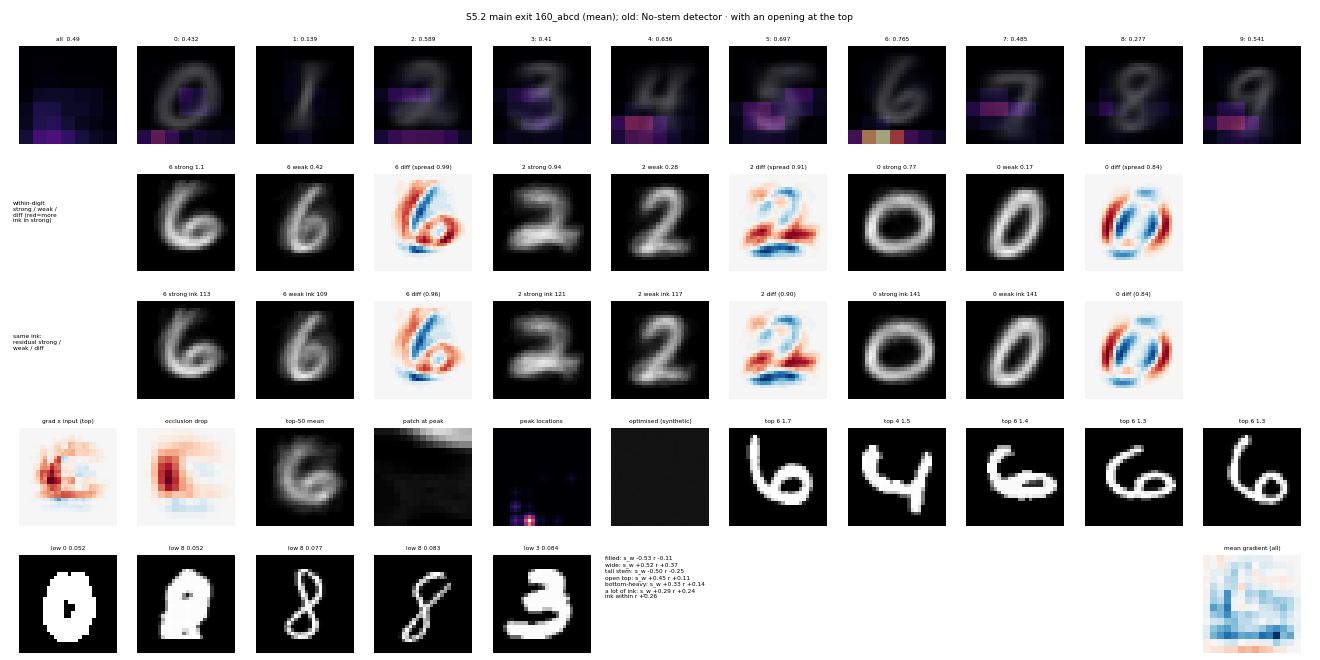 S5.2 main exit 160_abcd (mean); old: No-stem detector · with an opening at the top
all 0.49
0: 0.432
1: 0.139
2: 0.589
3: 0.41
4: 0.636
5: 0.697
6: 0.765
7: 0.485
8: 0.277
9: 0.541
within-digit
strong / weak /
diff (red=more
ink in strong)
6 strong 1.1
6 weak 0.42
6 diff (spread 0.99)
2 strong 0.94
2 weak 0.28
2 diff (spread 0.91)
0 strong 0.77
0 weak 0.17
0 diff (spread 0.84)
same ink:
residual strong /
weak / diff
6 strong ink 113
6 weak ink 109
6 diff (0.96)
2 strong ink 121
2 weak ink 117
2 diff (0.90)
0 strong ink 141
0 weak ink 141
0 diff (0.84)
grad x input (top)
occlusion drop
top-50 mean
patch at peak
peak locations
optimised (synthetic)
top 6 1.7
top 4 1.5
top 6 1.4
top 6 1.3
top 6 1.3
low 0 0.052
low 8 0.052
low 8 0.077
low 8 0.083
low 3 0.084
filled: s_w -0.53 r -0.11
wide: s_w +0.52 r +0.37
tall stem: s_w -0.50 r -0.25
open top: s_w +0.45 r +0.11
bottom-heavy: s_w +0.33 r +0.14
a lot of ink: s_w +0.29 r +0.24
ink within r +0.26
mean gradient (all)